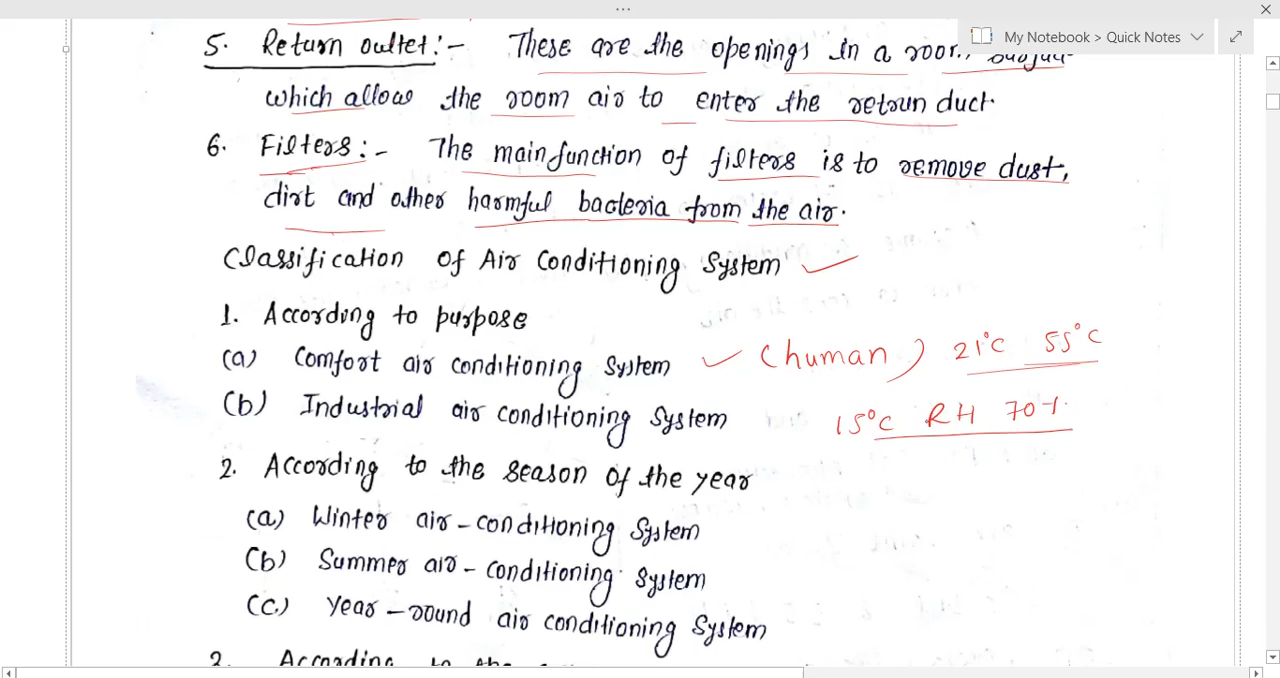 ...
My Notebook > Quick Notes
5. Return outlet:- These are the openings in a room
which allow the room air to enter the retrun duct.
6. Filters:- The main function of filters is to remove dust,
dirt and other harmful bacteria from the air.
Classification of Air Conditioning System
1. According to purpose
(a) Comfort air conditioning System (human) 21°C 55°C
(b) Industrial air conditioning System 15°C RH 70%
2. According to the season of the year
(a) Winter air-conditioning System
(b) Summer air-conditioning System
(c) Year-round air conditioning System
According to the